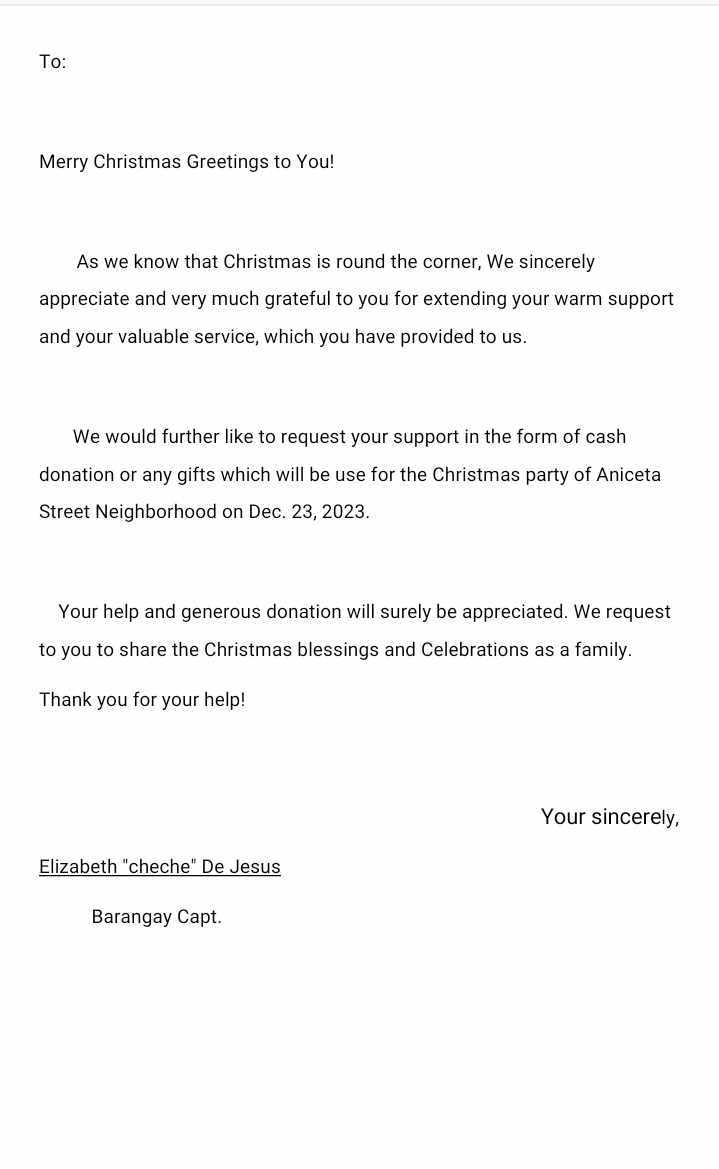 To:
Merry Christmas Greetings to You!
As we know that Christmas is round the corner, We sincerely
appreciate and very much grateful to you for extending your warm support
and your valuable service, which you have provided to us.
We would further like to request your support in the form of cash
donation or any gifts which will be use for the Christmas party of Aniceta
Street Neighborhood on Dec. 23, 2023.
Your help and generous donation will surely be appreciated. We request
to you to share the Christmas blessings and Celebrations as a family.
Thank you for your help!
Your sincerely,
Elizabeth "cheche" De Jesus
Barangay Capt.